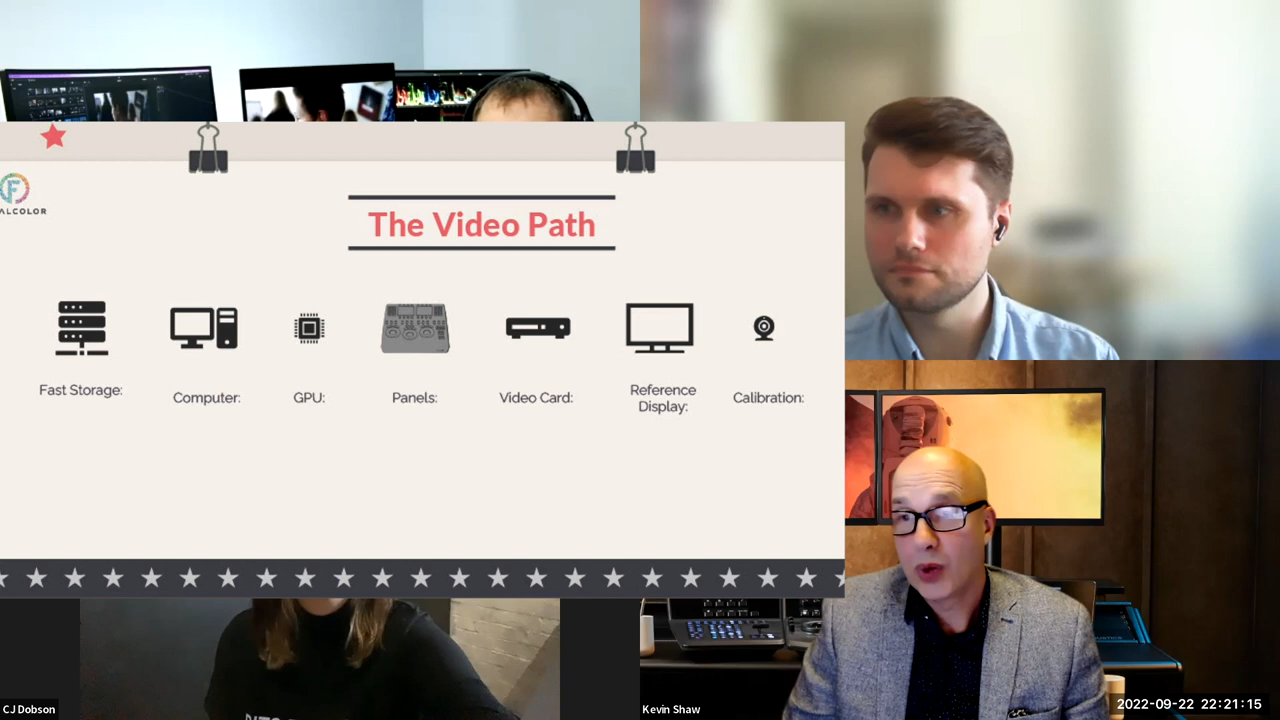 F
ALCOLOR
The Video Path
Fast Storage:
Computer:
GPU:
Panels:
Video Card:
Reference
Display:
Calibration:
CJ Dobson
Kevin Shaw
2022-09-22 22:21:15